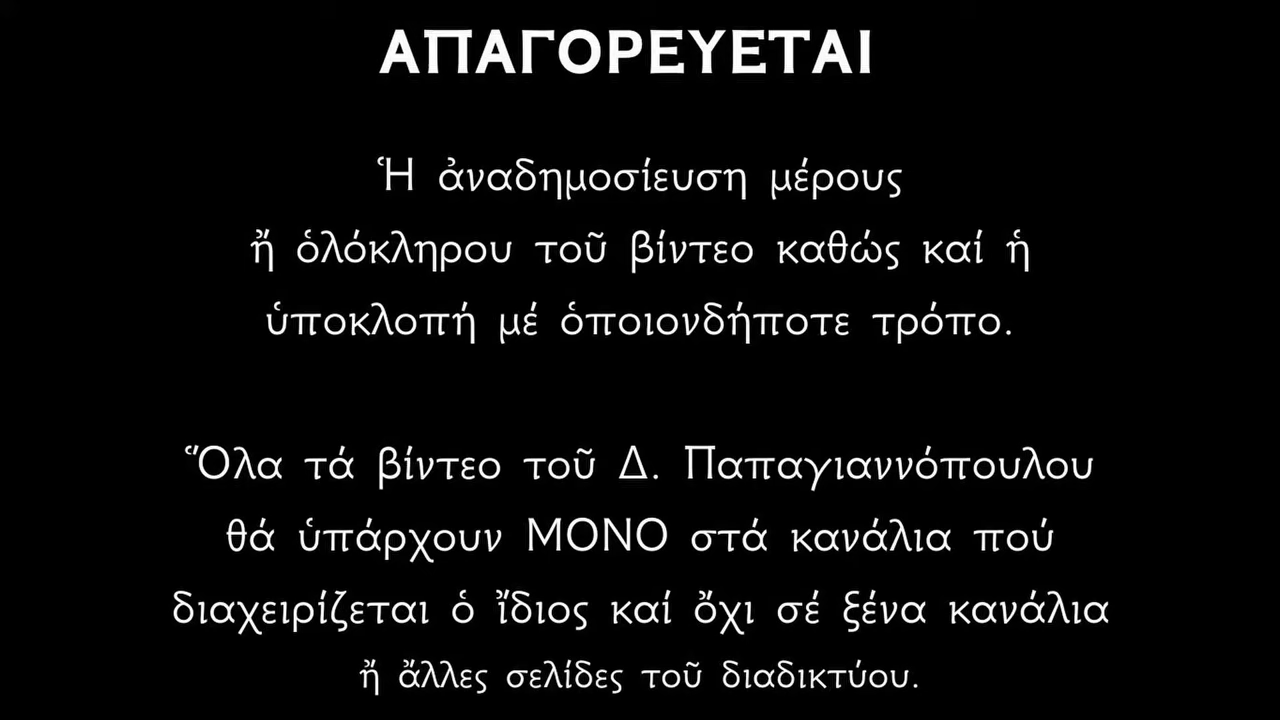 ΑΠΑΓΟΡΕΥΕΤΑΙ
Ἡ ἀναδημοσίευση μέρους
ἤ ὁλόκληρου τοῦ βίντεο καθώς καί ἡ
ὑποκλοπή μέ ὁποιονδήποτε τρόπο.
Ὅλα τά βίντεο τοῦ Δ. Παπαγιαννόπουλου
θά ὑπάρχουν ΜΟΝΟ στά κανάλια πού
διαχειρίζεται ὁ ἴδιος καί ὄχι σέ ξένα κανάλια
ἤ ἄλλες σελίδες τοῦ διαδικτύου.